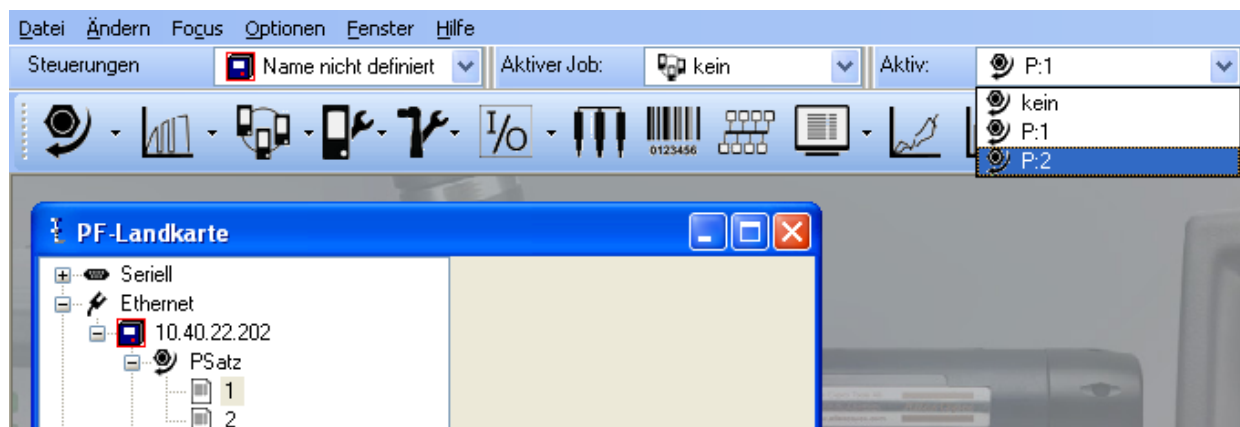 Datei Ändern Focus Optionen Fenster Hilfe
Steuerungen Name nicht definiert Aktiver Job: kein Aktiv: P:1
kein
P:1
P:2
I/O
0123456
PF-Landkarte
Seriell
Ethernet
10.40.22.202
PSatz
1
2